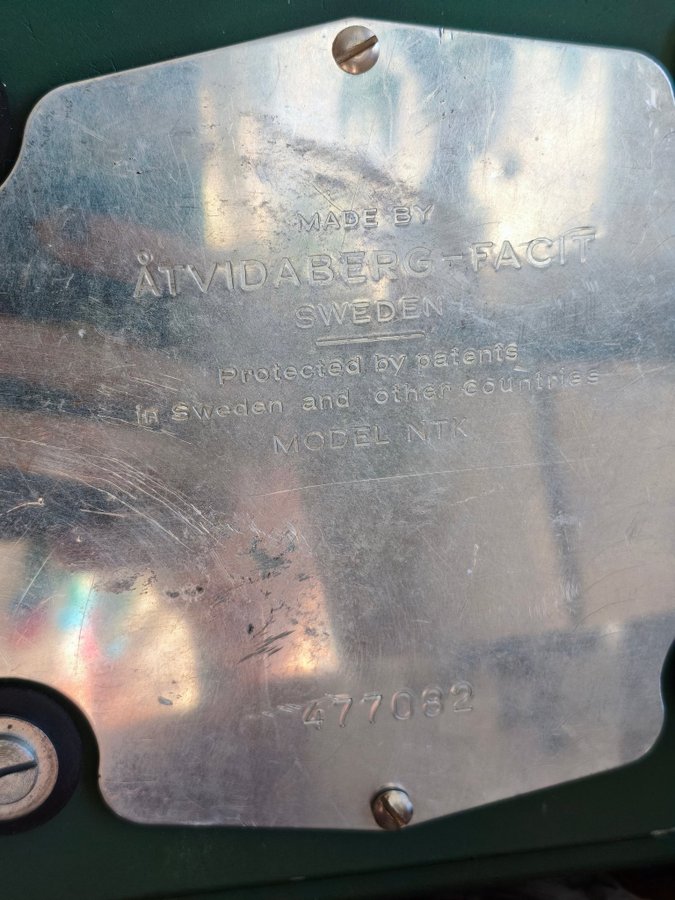 MADE BY
ÅTVIDABERG-FACIT
SWEDEN
Protected by patents
in Sweden and other countries
MODEL NTK
477082